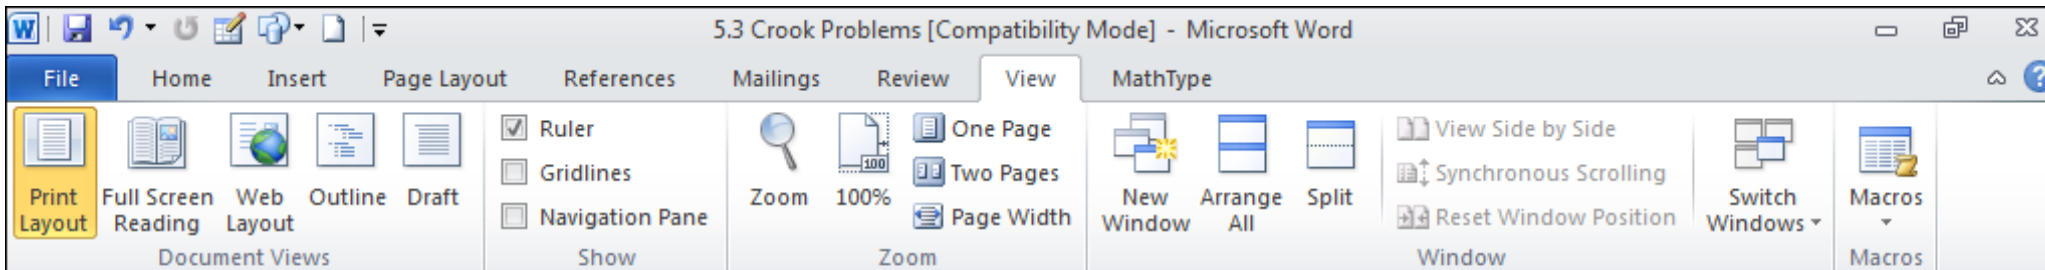 W
5.3 Crook Problems [Compatibility Mode] - Microsoft Word
File Home Insert Page Layout References Mailings Review View MathType ?
Print Layout
Full Screen Reading
Web Layout
Outline
Draft
Document Views
Ruler
Gridlines
Navigation Pane
Show
Zoom
100
100%
One Page
Two Pages
Page Width
Zoom
New Window
Arrange All
Split
View Side by Side
Synchronous Scrolling
Reset Window Position
Switch Windows
Window
Macros
Macros